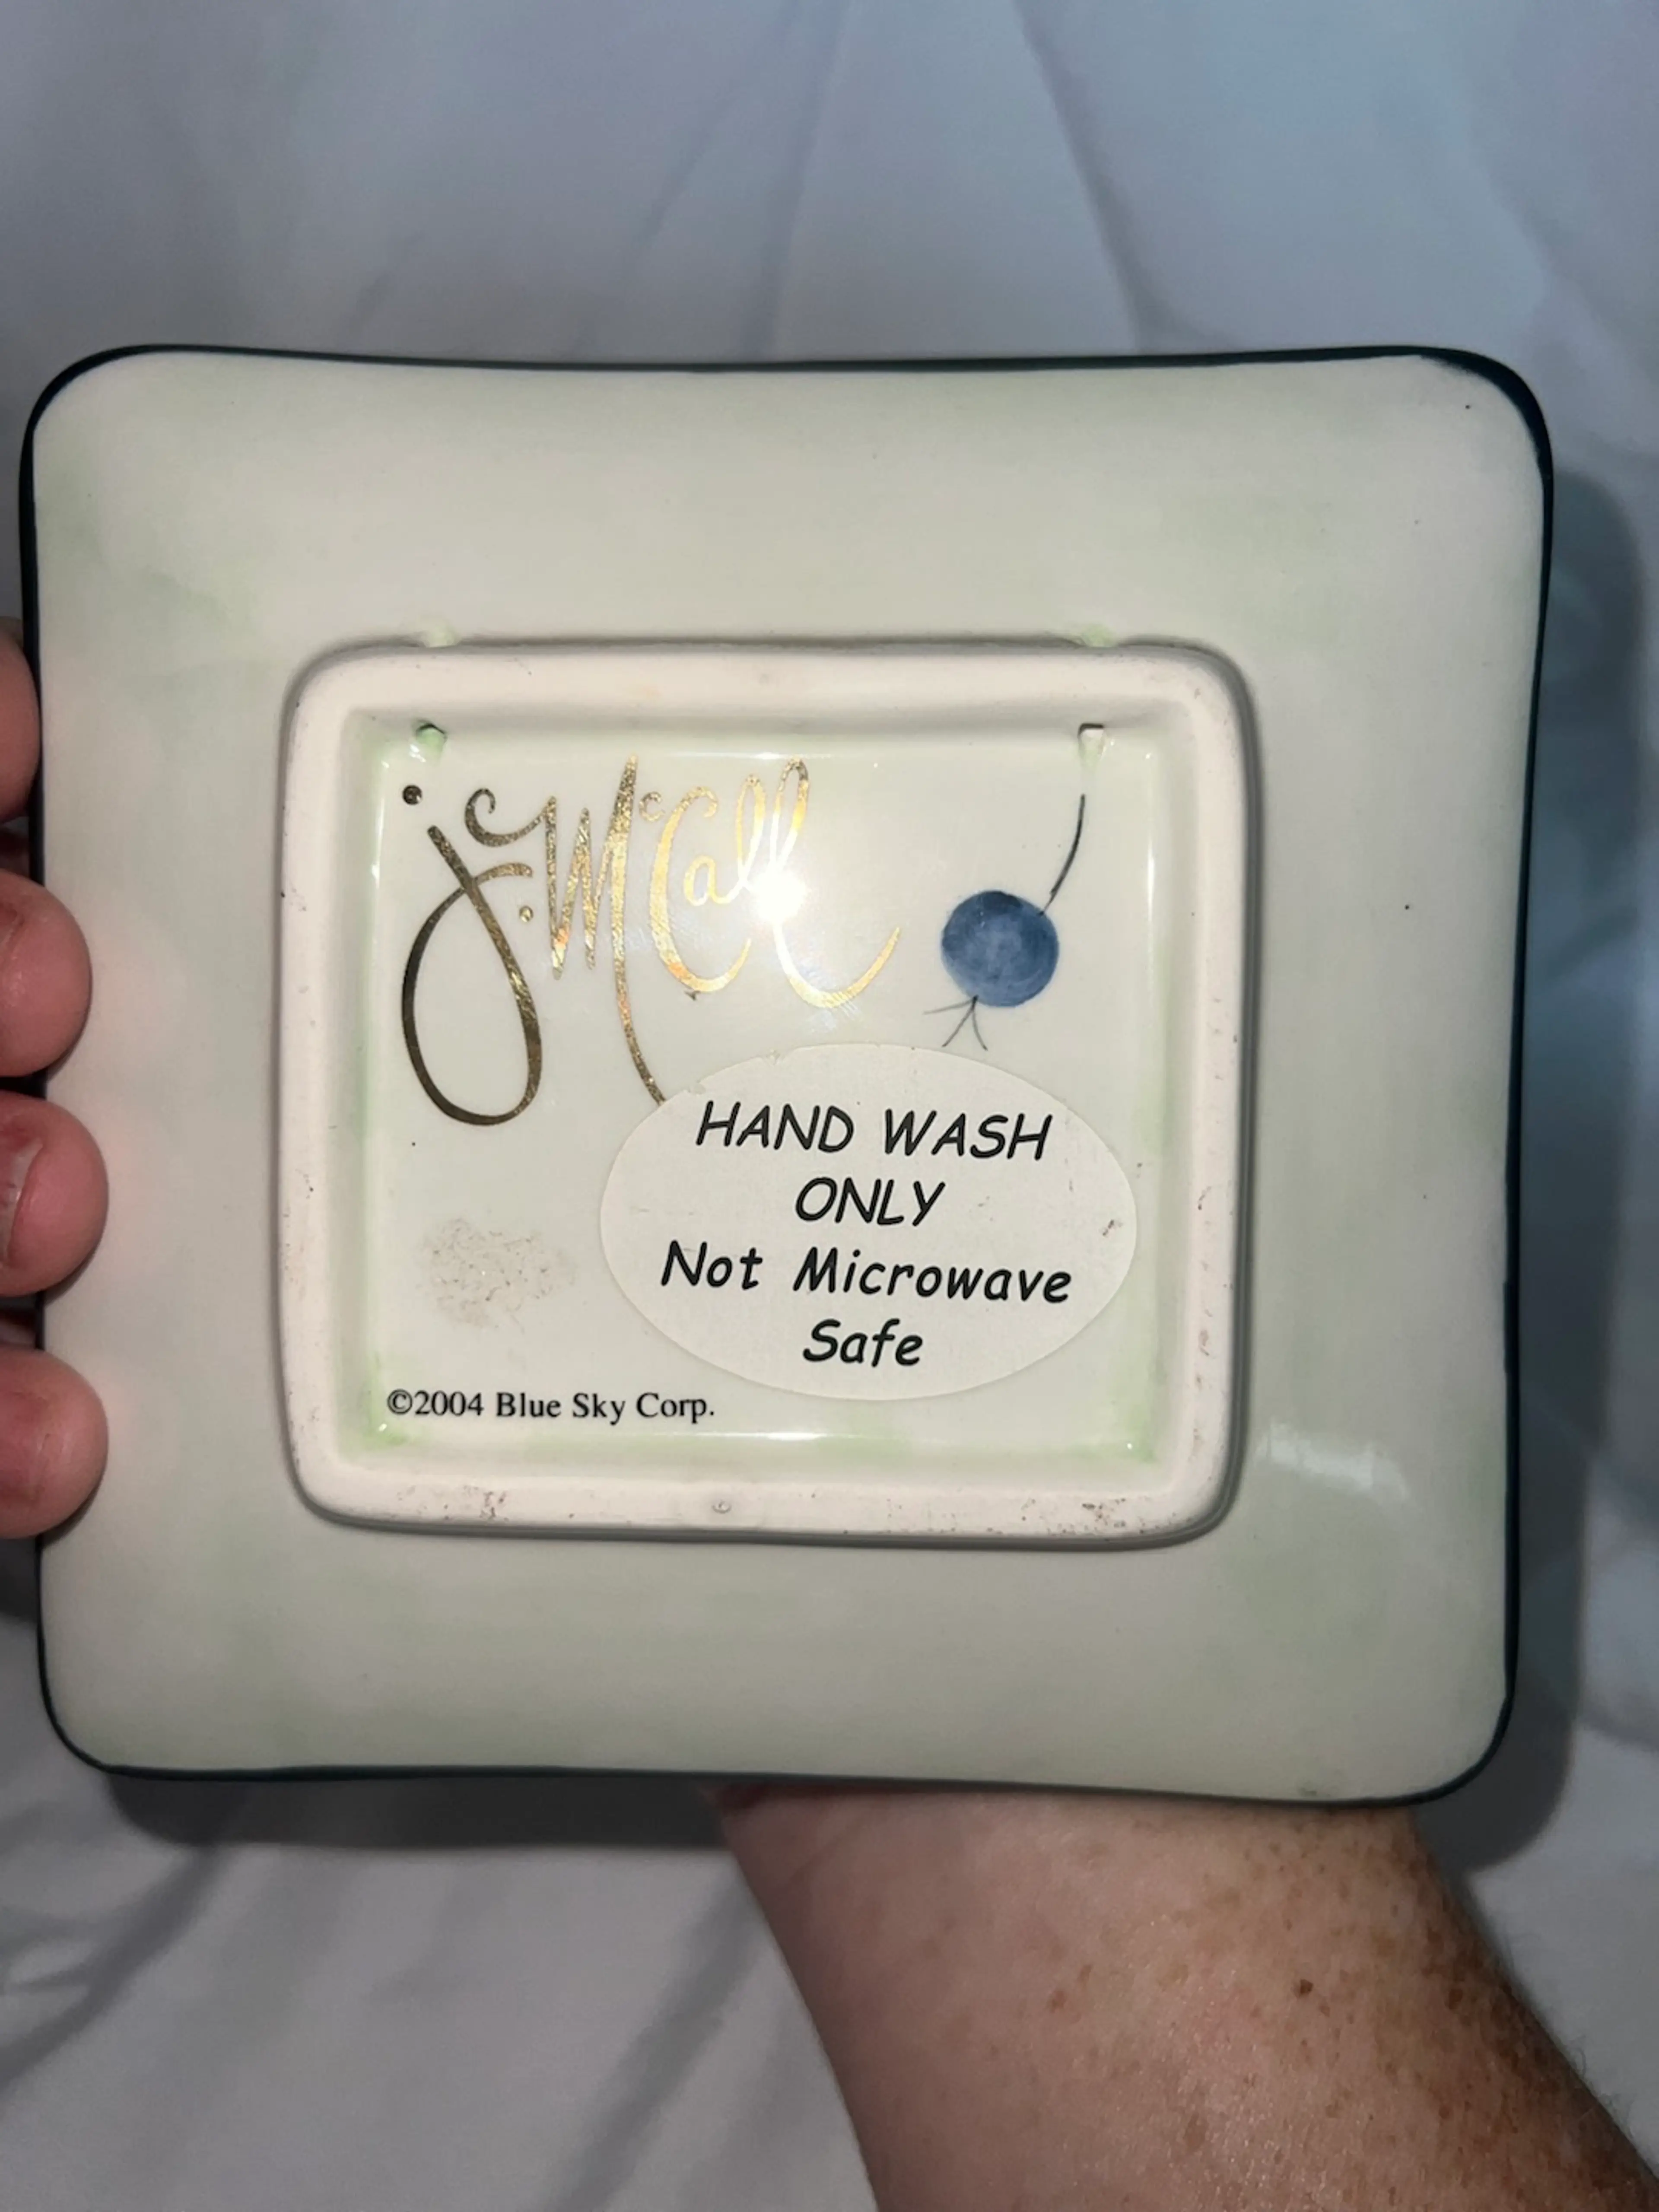 j. McCall
HAND WASH
ONLY
Not Microwave
Safe
©2004 Blue Sky Corp.